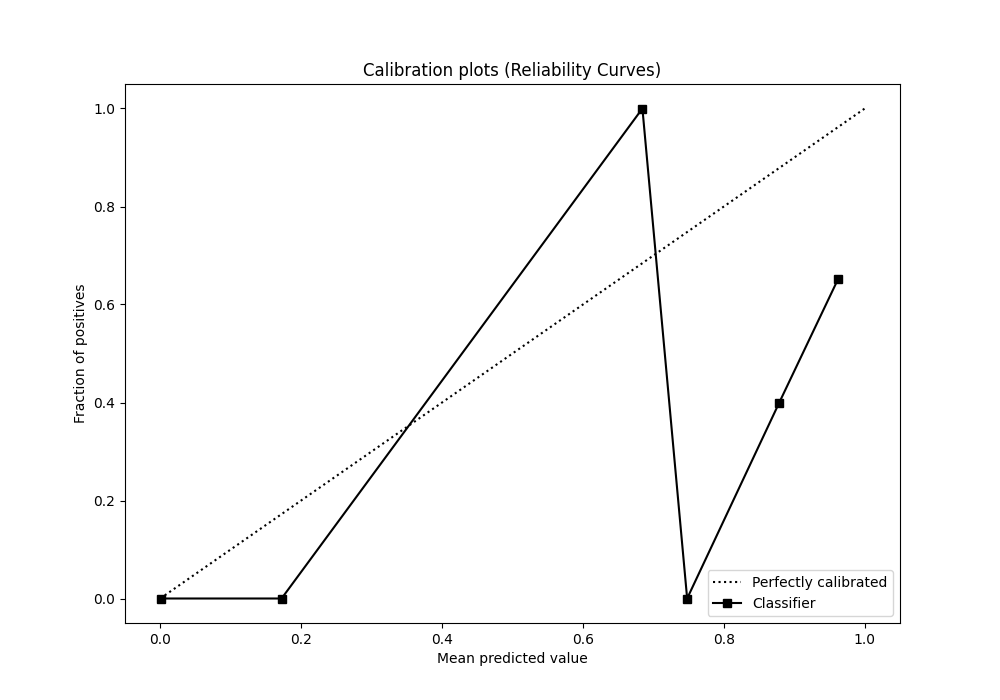 Calibration plots (Reliability Curves)
1.0
0.8
0.6
0.4
0.2
0.0
Fraction of positives
Perfectly calibrated
Classifier
0.0 0.2 0.4 0.6 0.8 1.0
Mean predicted value